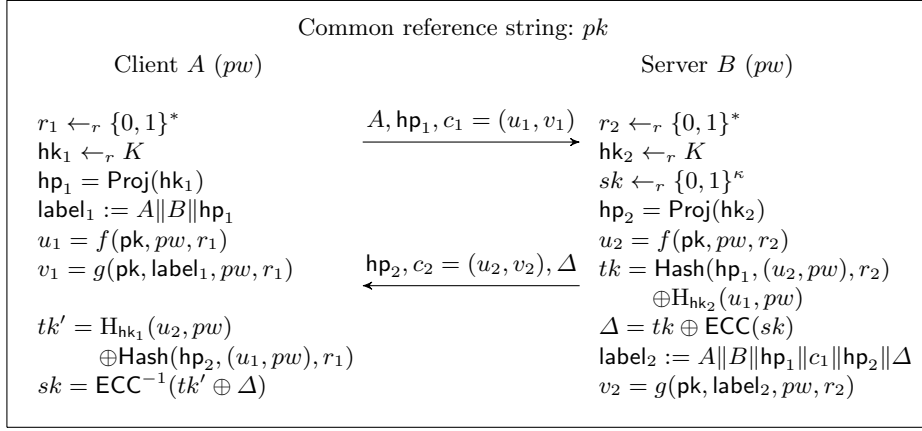 Common reference string: pk
Client A (pw)
Server B (pw)
r₁ ←ᵣ {0, 1}*
hk₁ ←ᵣ K
hp₁ = Proj(hk₁)
label₁ := A∥B∥hp₁
u₁ = f(pk, pw, r₁)
v₁ = g(pk, label₁, pw, r₁)
tk′ = H_hk₁(u₂, pw)
⊕Hash(hp₂, (u₁, pw), r₁)
sk = ECC⁻¹(tk′ ⊕ Δ)
A, hp₁, c₁ = (u₁, v₁)
hp₂, c₂ = (u₂, v₂), Δ
r₂ ←ᵣ {0, 1}*
hk₂ ←ᵣ K
sk ←ᵣ {0, 1}^κ
hp₂ = Proj(hk₂)
u₂ = f(pk, pw, r₂)
tk = Hash(hp₁, (u₂, pw), r₂)
⊕H_hk₂(u₁, pw)
Δ = tk ⊕ ECC(sk)
label₂ := A∥B∥hp₁∥c₁∥hp₂∥Δ
v₂ = g(pk, label₂, pw, r₂)